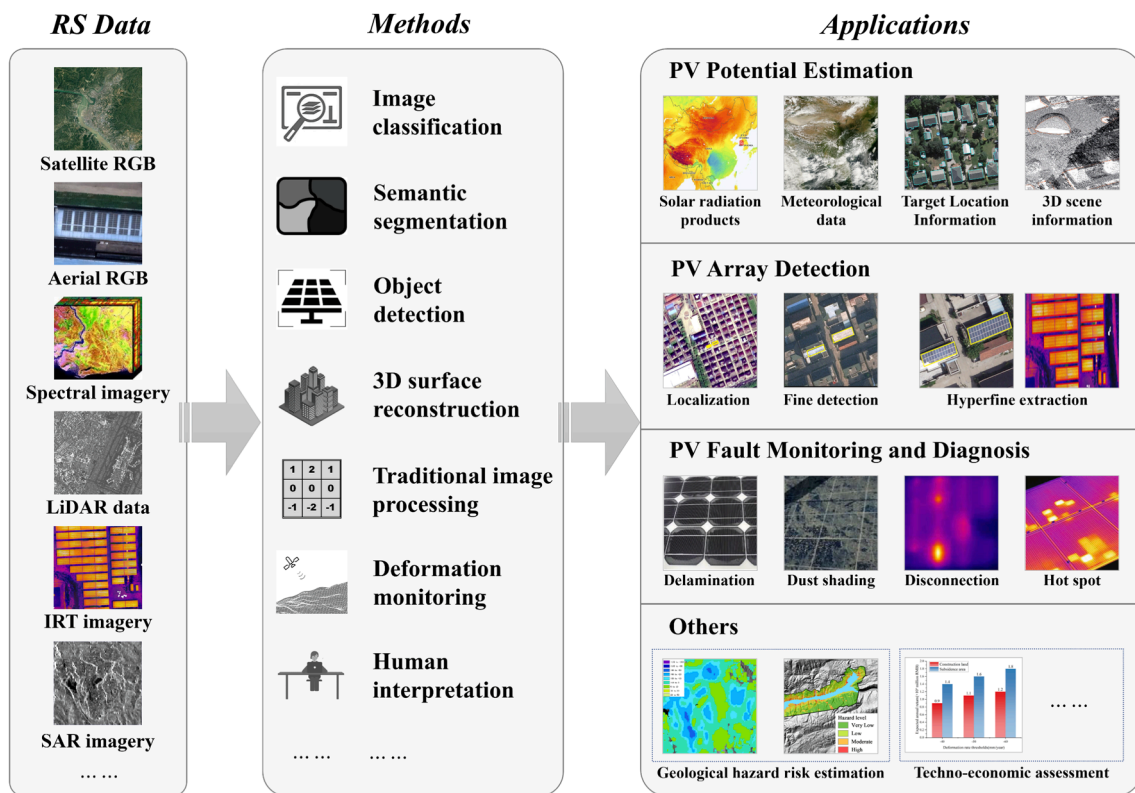 RS Data
Satellite RGB
Aerial RGB
Spectral imagery
LiDAR data
IRT imagery
SAR imagery
... ...
Methods
Image
classification
Semantic
segmentation
Object
detection
3D surface
reconstruction
1 2 1
0 0 0
-1 -2 -1
Traditional image
processing
Deformation
monitoring
Human
interpretation
... ... ... ...
Applications
PV Potential Estimation
Solar radiation
products
Meteorological
data
Target Location
Information
3D scene
information
PV Array Detection
Localization
Fine detection
Hyperfine extraction
PV Fault Monitoring and Diagnosis
Delamination
Dust shading
Disconnection
Hot spot
Others
Hazard level
Very Low
Low
Moderate
High
Geological hazard risk estimation
Construction land
Subsidence area
... ...
Techno-economic assessment